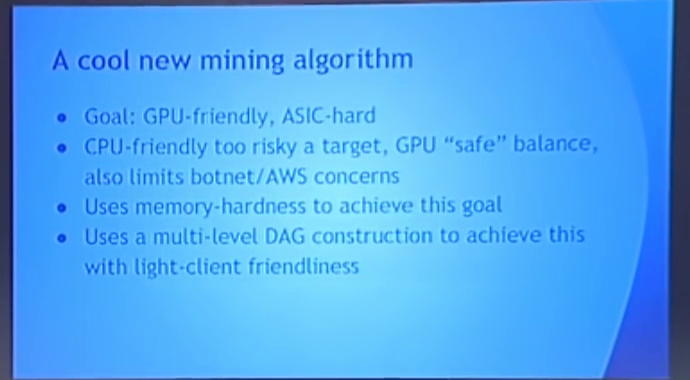 A cool new mining algorithm
• Goal: GPU-friendly, ASIC-hard
• CPU-friendly too risky a target, GPU “safe” balance,
also limits botnet/AWS concerns
• Uses memory-hardness to achieve this goal
• Uses a multi-level DAG construction to achieve this
with light-client friendliness